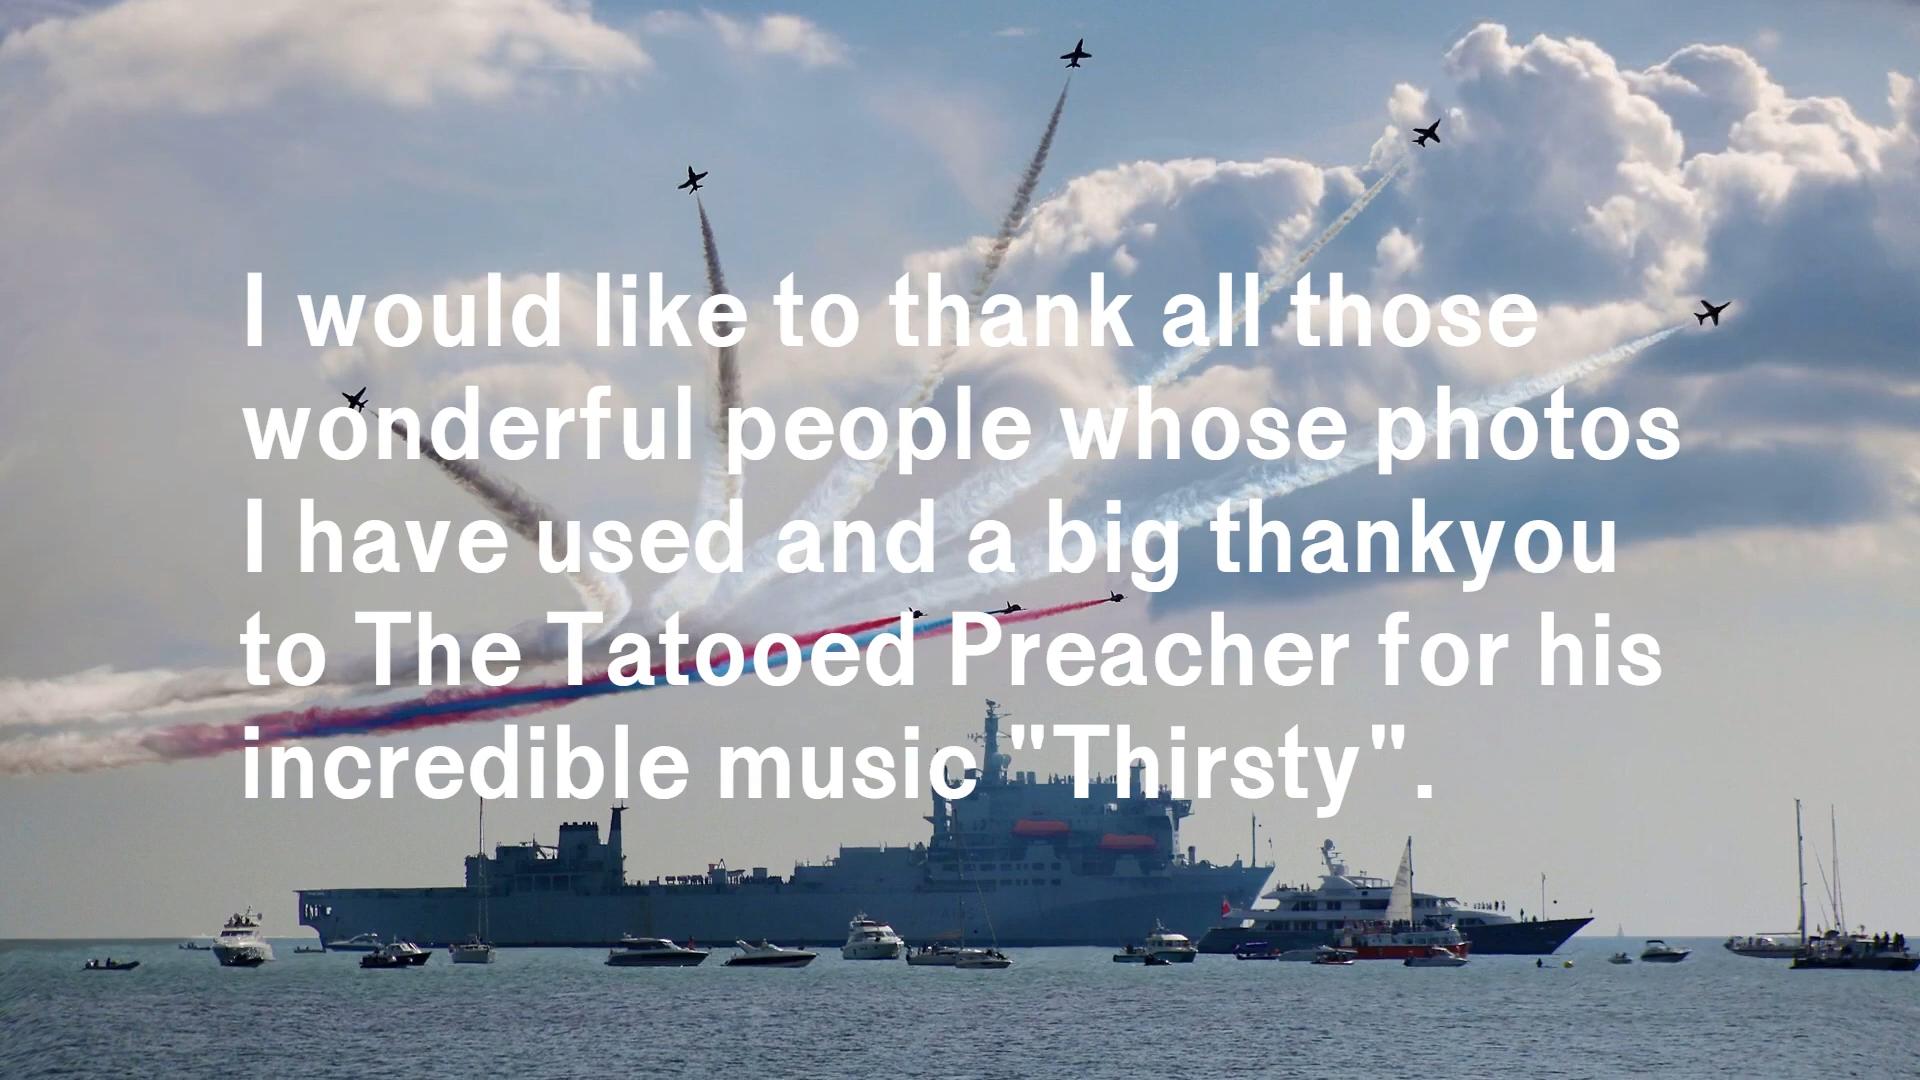 I would like to thank all those
wonderful people whose photos
I have used and a big thankyou
to The Tatooed Preacher for his
incredible music "Thirsty".